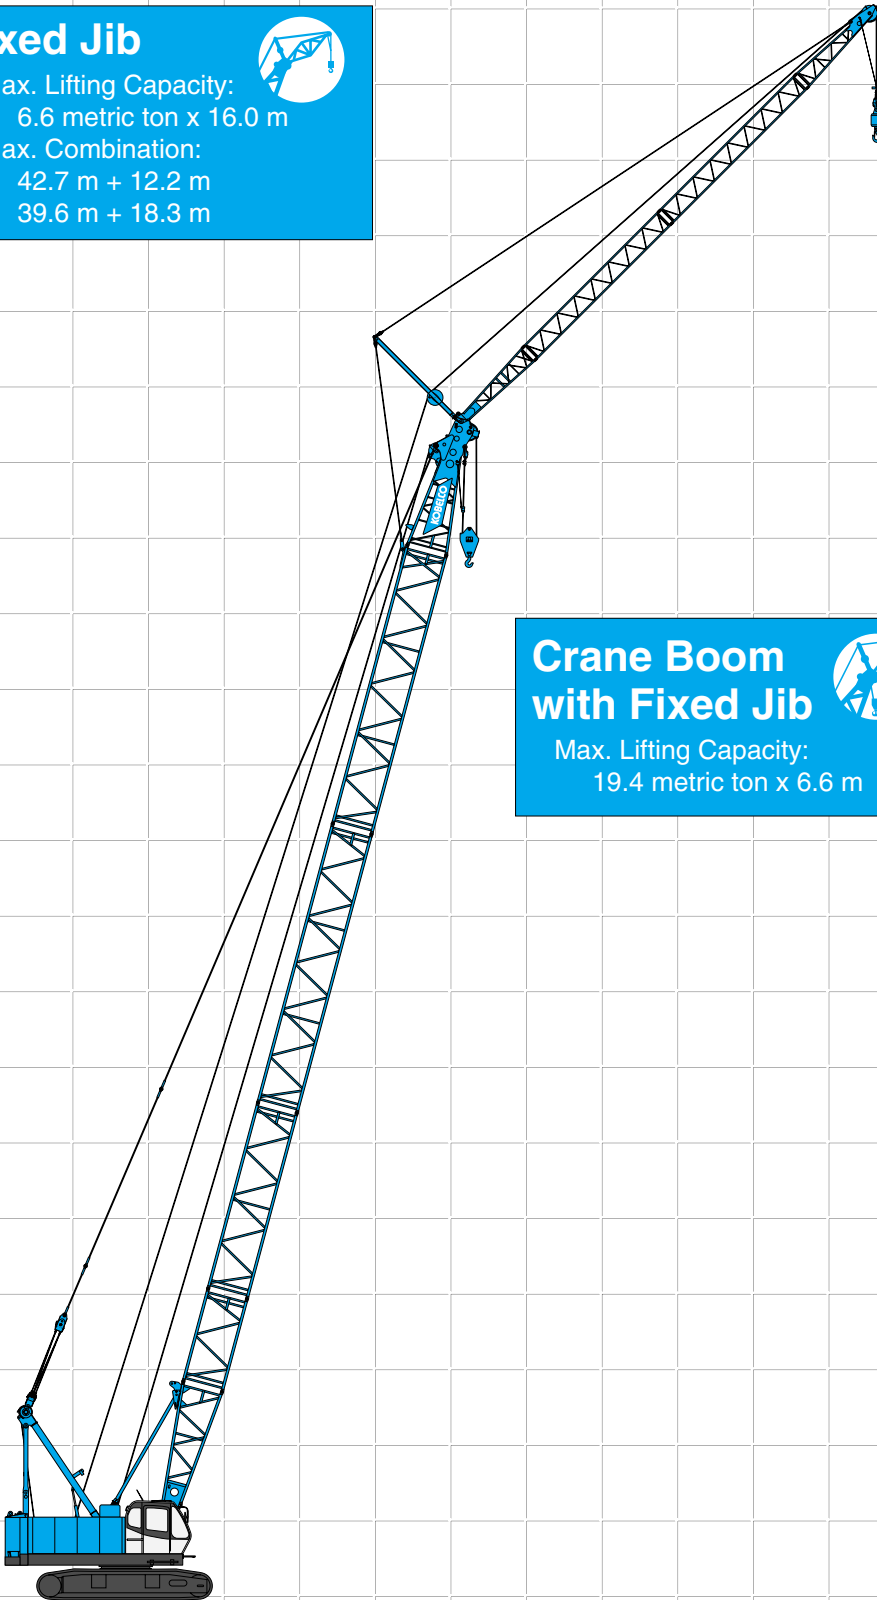 xed Jib
ax. Lifting Capacity:
6.6 metric ton x 16.0 m
ax. Combination:
42.7 m + 12.2 m
39.6 m + 18.3 m
KOBELCO
Crane Boom
with Fixed Jib
Max. Lifting Capacity:
19.4 metric ton x 6.6 m